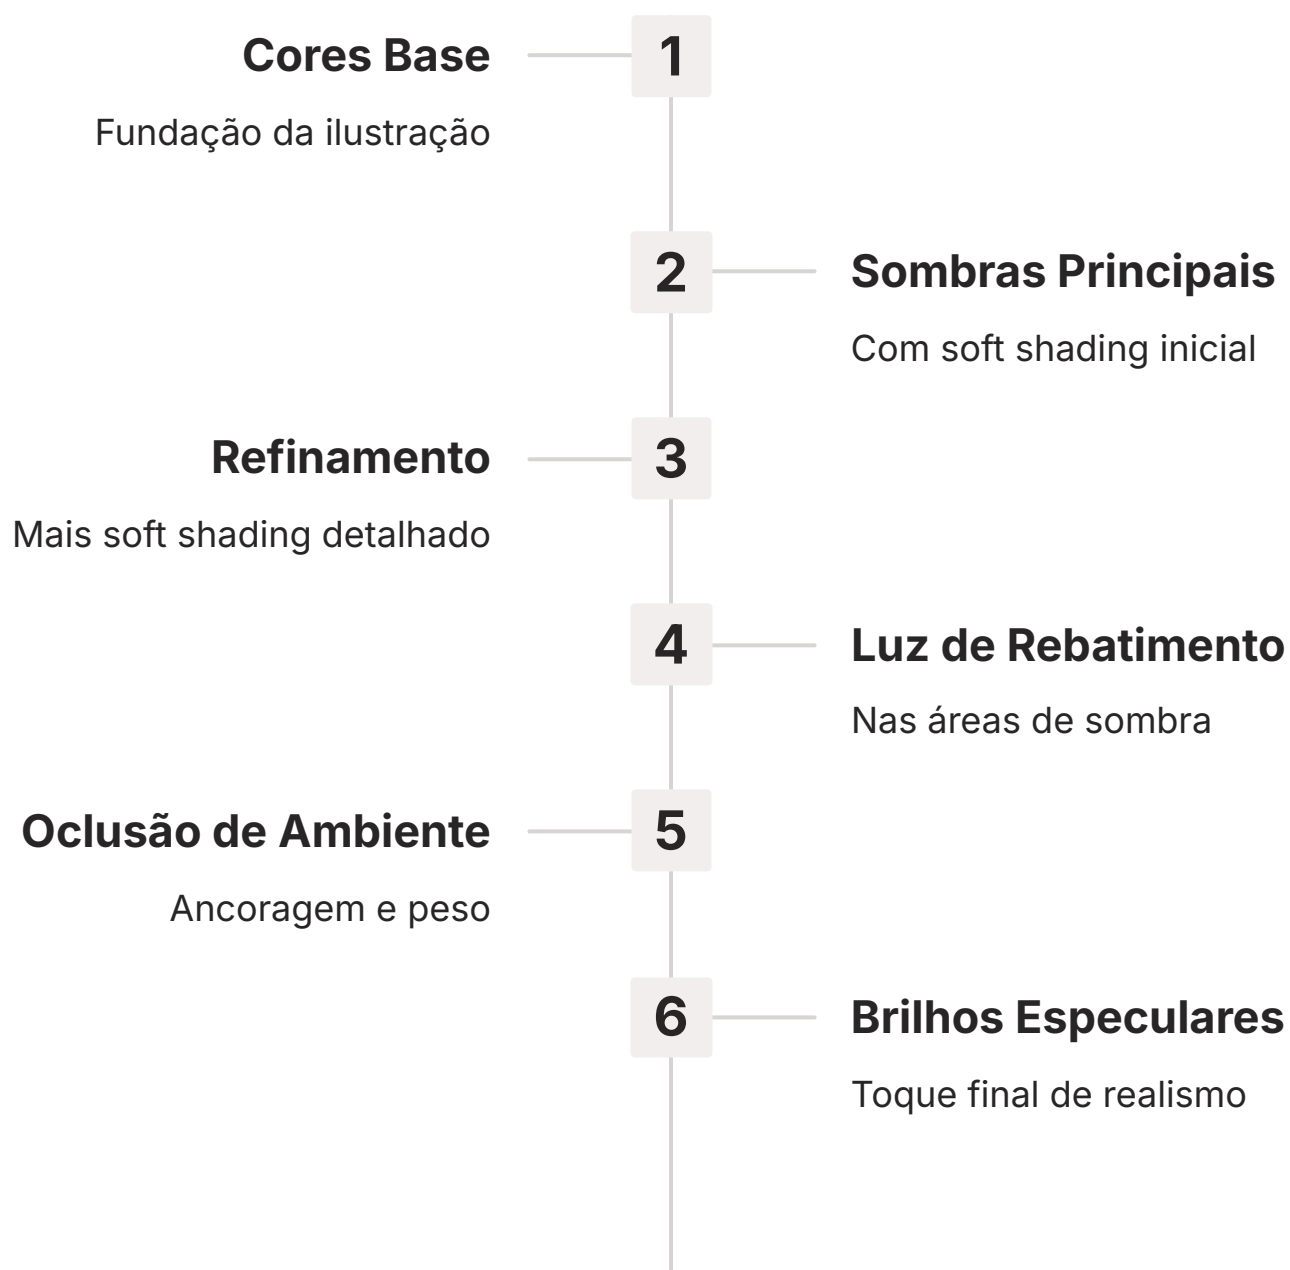 Cores Base
1
Fundação da ilustração
2
Sombras Principais
Com soft shading inicial
Refinamento
3
Mais soft shading detalhado
4
Luz de Rebatimento
Nas áreas de sombra
Oclusão de Ambiente
5
Ancoragem e peso
6
Brilhos Especulares
Toque final de realismo